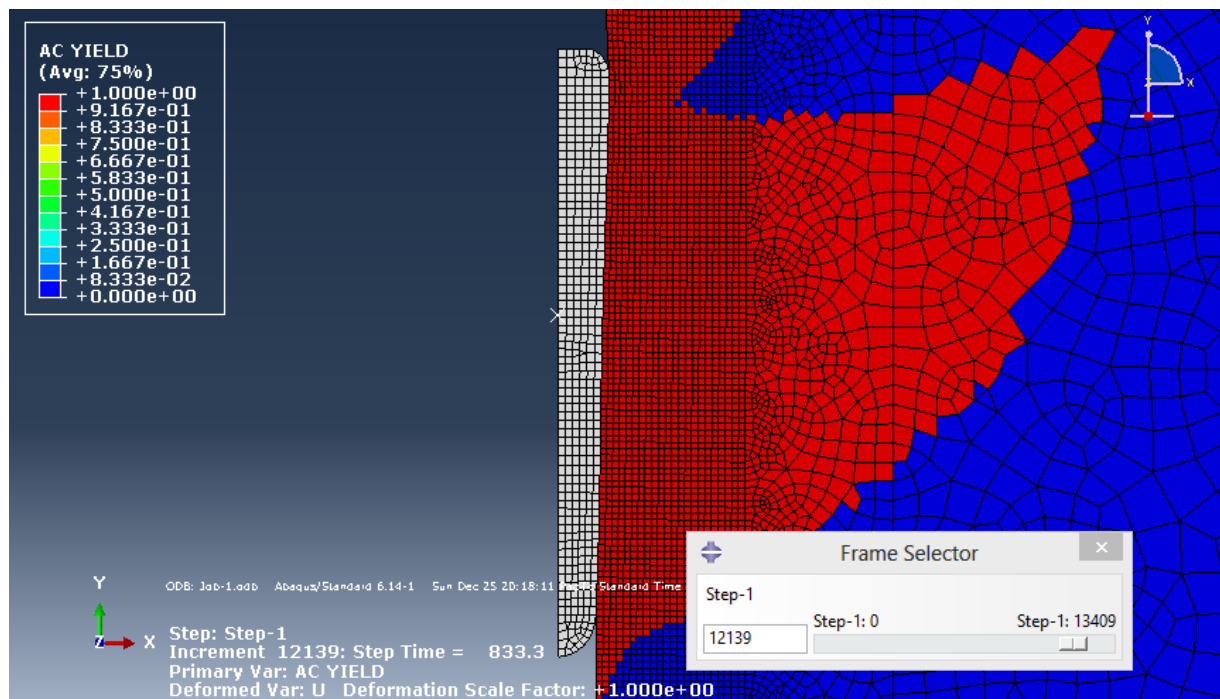 AC YIELD
(Avg: 75%)
+1.000e+00
+9.167e-01
+8.333e-01
+7.500e-01
+6.667e-01
+5.833e-01
+5.000e-01
+4.167e-01
+3.333e-01
+2.500e-01
+1.667e-01
+8.333e-02
+0.000e+00
Y
Z
X
Frame Selector
Step-1
Step-1: 0
Step-1: 13409
12139
ODB: Job-1.odb Abaqus/Standard 6.14-1 Sun Dec 25 20:18:11 Standard Time
Y
Z
X
Step: Step-1
Increment 12139: Step Time = 833.3
Primary Var: AC YIELD
Deformed Var: U Deformation Scale Factor: +1.000e+00